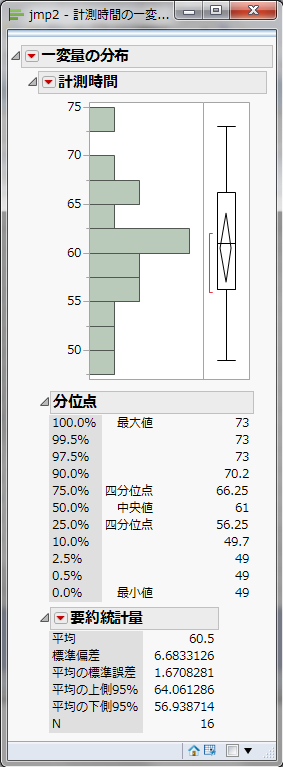 jmp2 - 計測時間の一変...
一変量の分布
計測時間
75
70
65
60
55
50
分位点
100.0% 最大値 73
99.5% 73
97.5% 73
90.0% 70.2
75.0% 四分位点 66.25
50.0% 中央値 61
25.0% 四分位点 56.25
10.0% 49.7
2.5% 49
0.5% 49
0.0% 最小値 49
要約統計量
平均 60.5
標準偏差 6.6833126
平均の標準誤差 1.6708281
平均の上側95% 64.061286
平均の下側95% 56.938714
N 16